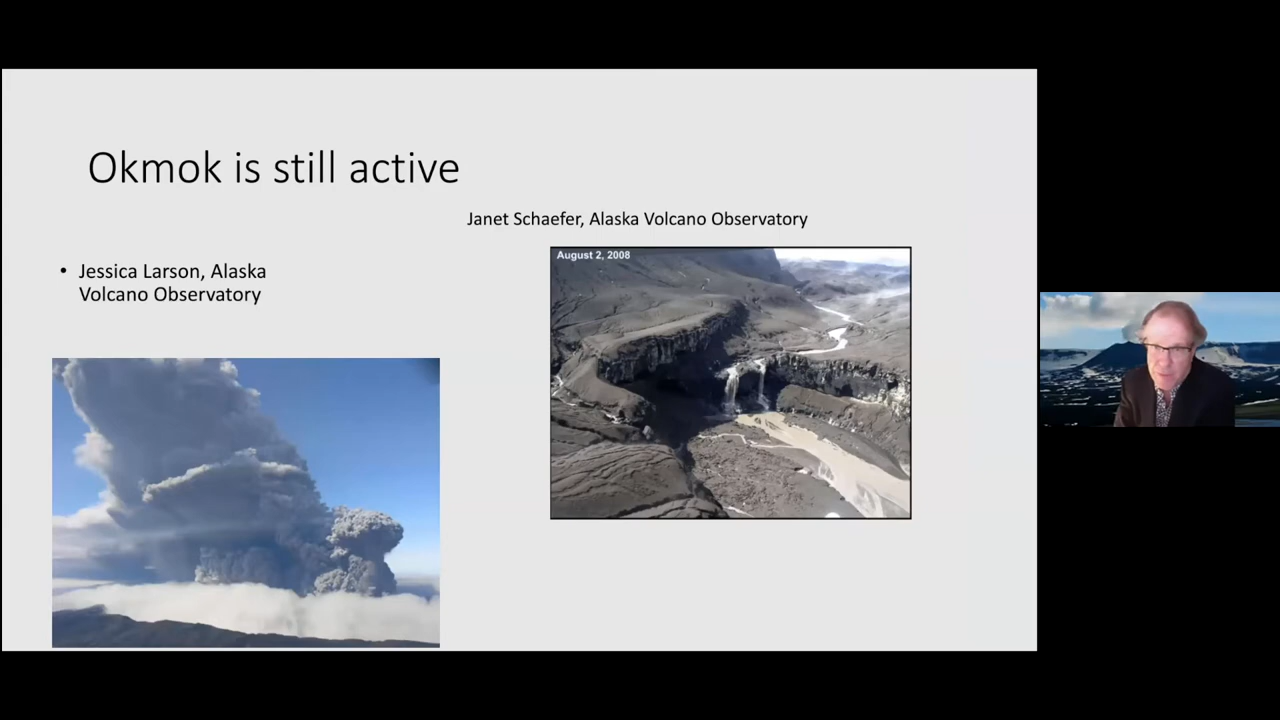 Okmok is still active
Janet Schaefer, Alaska Volcano Observatory
• Jessica Larson, Alaska
Volcano Observatory
August 2, 2008